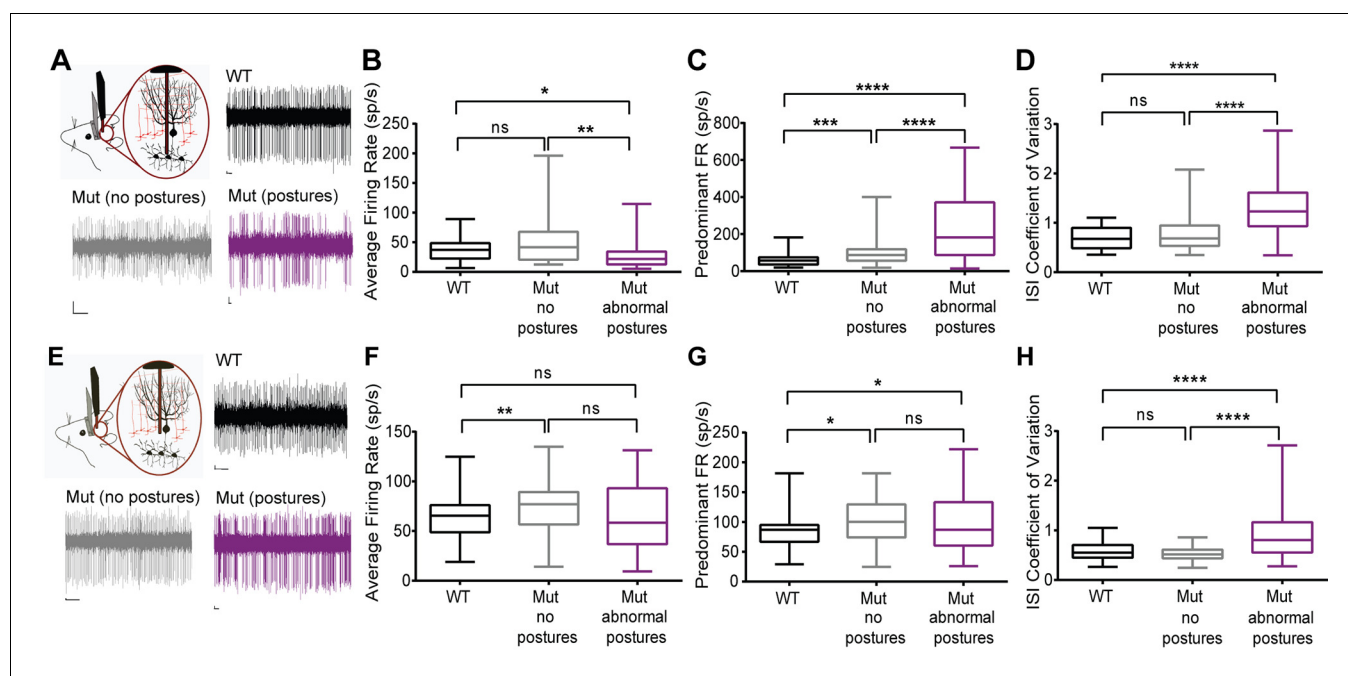 A
WT
Mut (no postures)
Mut (postures)
B
Average Firing Rate (sp/s)
250
200
150
100
50
0
*
ns
**
WT
Mut
no
postures
Mut
abnormal
postures
C
Predominant FR (sp/s)
800
600
400
200
0
****
***
****
WT
Mut
no
postures
Mut
abnormal
postures
D
ISI Coefficient of Variation
3
2
1
0
****
ns
****
WT
Mut
no
postures
Mut
abnormal
postures
E
WT
Mut (no postures)
Mut (postures)
F
Average Firing Rate (sp/s)
150
100
50
0
ns
**
ns
WT
Mut
no
postures
Mut
abnormal
postures
G
Predominant FR (sp/s)
250
200
150
100
50
0
*
*
ns
WT
Mut
no
postures
Mut
abnormal
postures
H
ISI Coefficient of Variation
3
2
1
0
****
ns
****
WT
Mut
no
postures
Mut
abnormal
postures